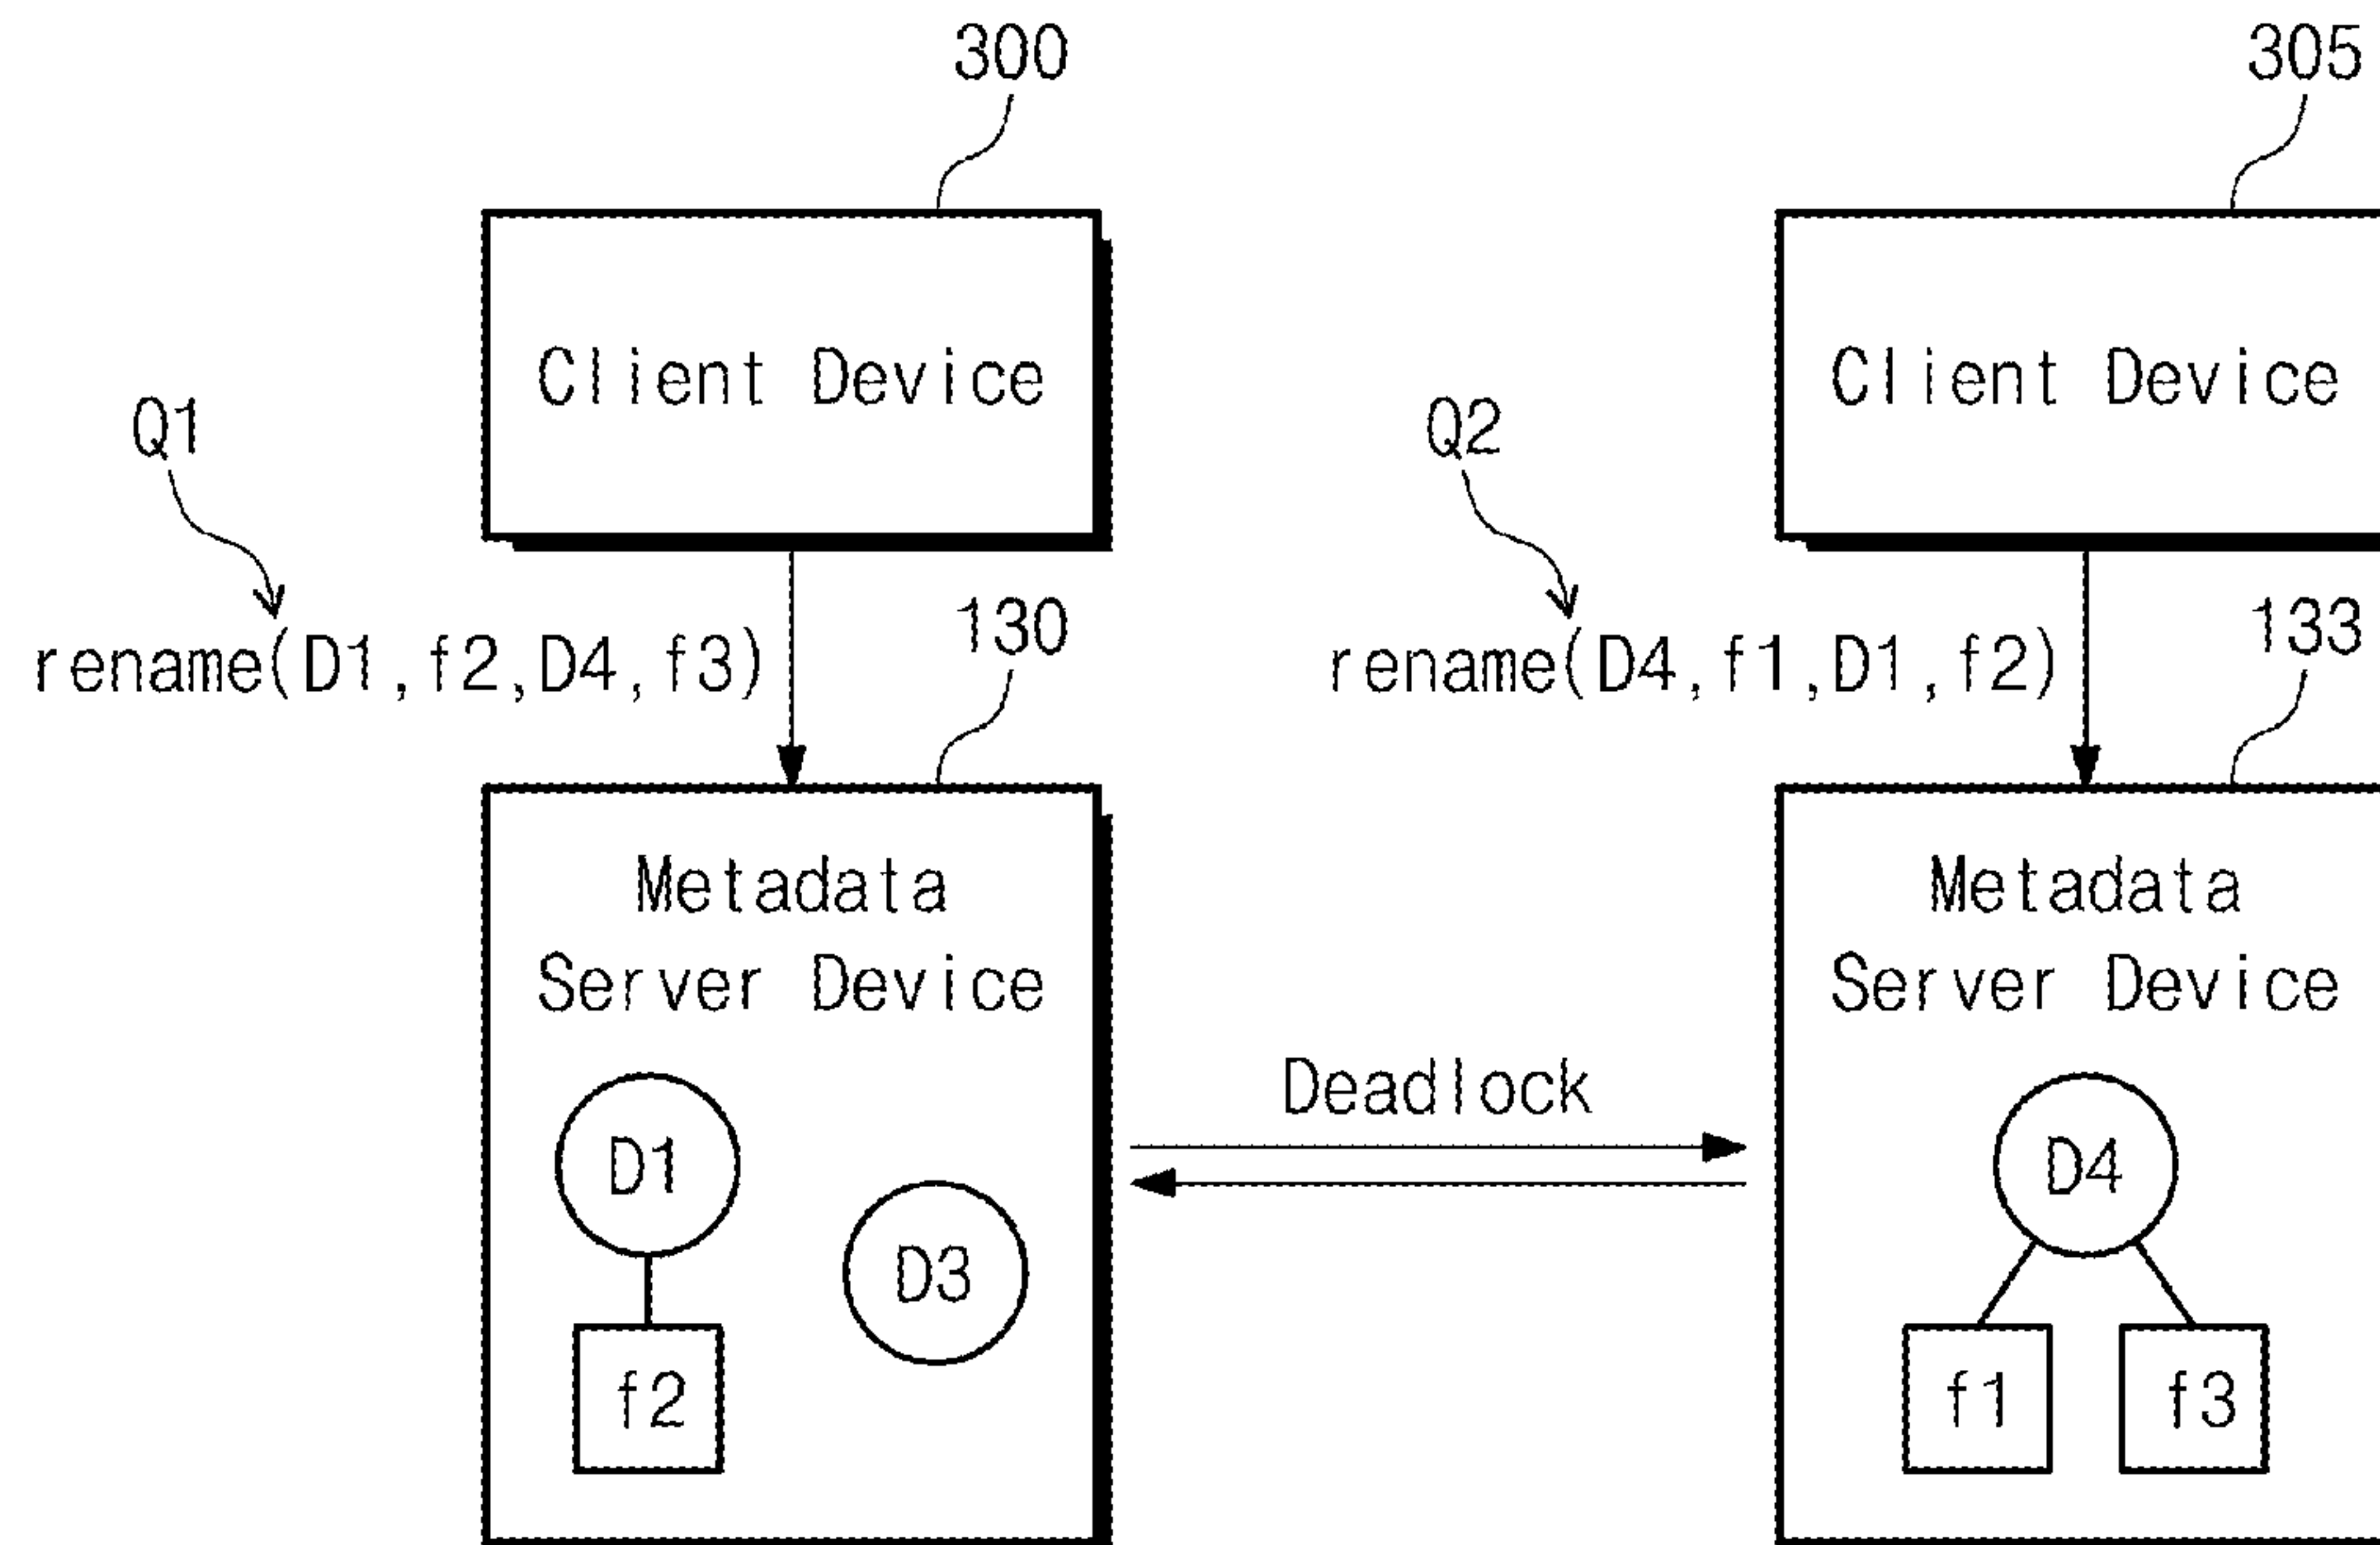 300
305
Client Device
Client Device
Q1
Q2
rename(D1,f2,D4,f3)
130
rename(D4,f1,D1,f2)
133
Metadata
Server Device
Metadata
Server Device
Deadlock
D1
D3
f2
D4
f1
f3